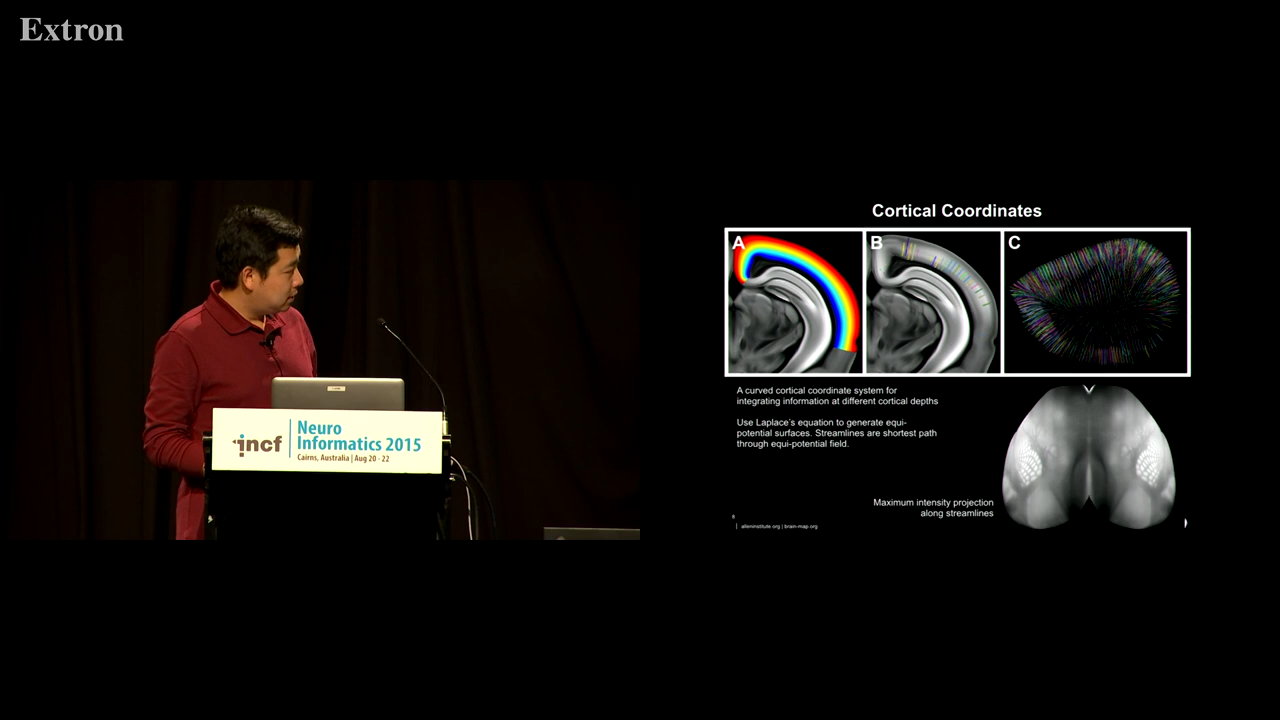 Extron
incf
Neuro
Informatics 2015
Cairns, Australia | Aug 20 - 22
Cortical Coordinates
A
B
C
A curved cortical coordinate system for
integrating information at different cortical depths
Use Laplace's equation to generate equi-
potential surfaces. Streamlines are shortest path
through equi-potential field.
Maximum intensity projection
along streamlines
alleninstitute.org | brain-map.org